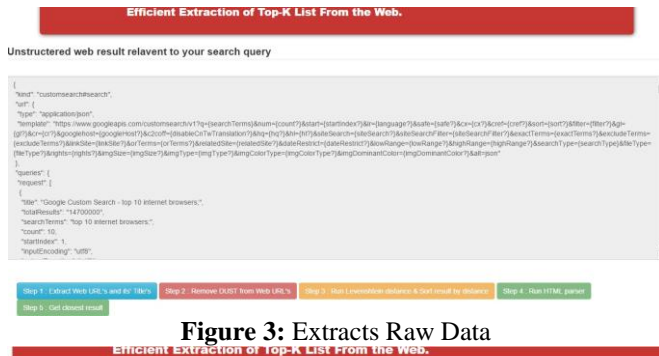 Efficient Extraction of Top-K List From the Web.
Unstructered web result relavent to your search query
{
"kind": "customsearch#search",
"url": {
"type": "application/json",
"template": "https://www.googleapis.com/customsearch/v1?q={searchTerms}&num={count?}&start={startIndex?}&lr={language?}&safe={safe?}&cx={cx?}&cref={cref?}&sort={sort?}&filter={filter?}&gl=
{gl?}&cr={cr?}&googlehost={googleHost?}&c2coff={disableCnTwTranslation?}&hq={hq?}&hl={hl?}&siteSearch={siteSearch?}&siteSearchFilter={siteSearchFilter?}&exactTerms={exactTerms?}&excludeTerms=
{excludeTerms?}&linkSite={linkSite?}&orTerms={orTerms?}&relatedSite={relatedSite?}&dateRestrict={dateRestrict?}&lowRange={lowRange?}&highRange={highRange?}&searchType={searchType}&fileType=
{fileType?}&rights={rights?}&imgSize={imgSize?}&imgType={imgType?}&imgColorType={imgColorType?}&imgDominantColor={imgDominantColor?}&alt=json"
},
"queries": {
"request": [
{
"title": "Google Custom Search - top 10 internet browsers;",
"totalResults": "14700000",
"searchTerms": "top 10 internet browsers;",
"count": 10,
"startIndex": 1,
"inputEncoding": "utf8",
Step 1 : Extract Web URL's and its' Title's Step 2 : Remove DUST from Web URL's Step 3 : Run Levenshtein distance & Sort result by distance Step 4 : Run HTML parser
Step 5 : Get closest result
Figure 3: Extracts Raw Data
Efficient Extraction of Top-K List From the Web.